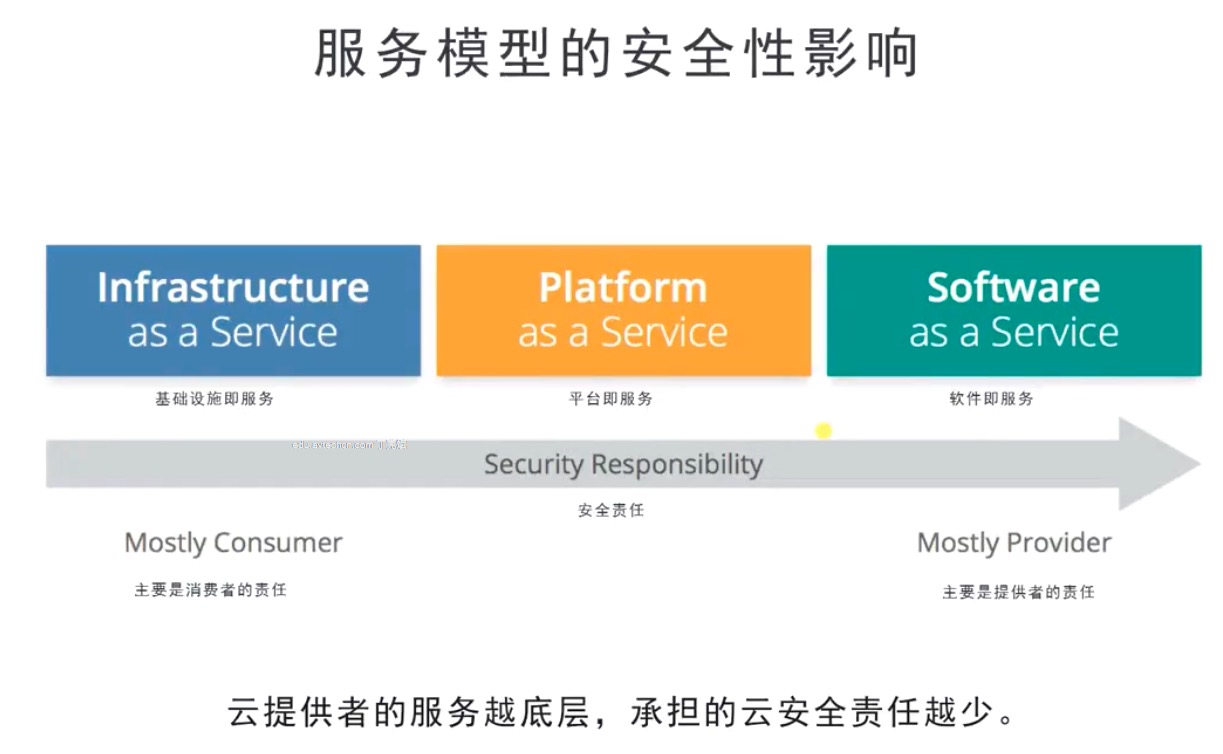 服务模型的安全性影响
Infrastructure
as a Service
Platform
as a Service
Software
as a Service
基础设施即服务
平台即服务
软件即服务
Security Responsibility
安全责任
Mostly Consumer
Mostly Provider
主要是消费者的责任
主要是提供者的责任
云提供者的服务越底层，承担的云安全责任越少。